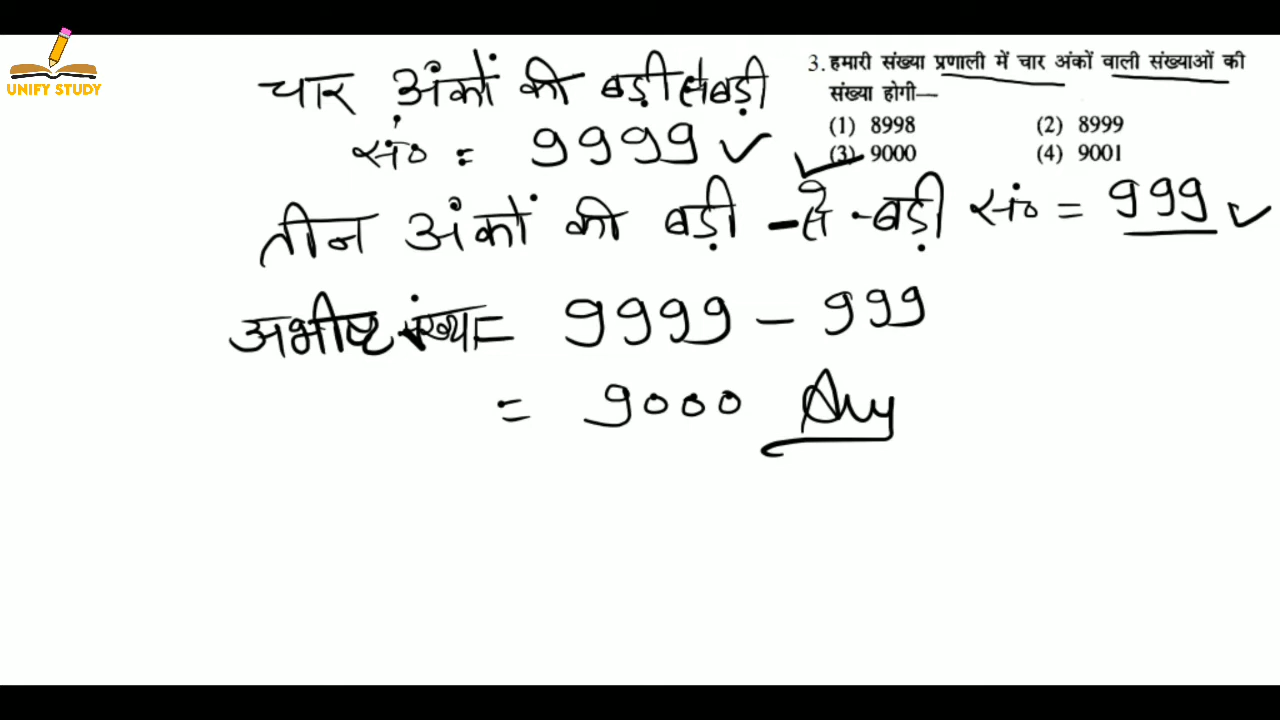 UNIFY STUDY
चार अंकों की बड़ी से बड़ी
सं० = 9999 ✓
3. हमारी संख्या प्रणाली में चार अंकों वाली संख्याओं की
संख्या होगी—
(1) 8998 (2) 8999
(3) 9000 (4) 9001
तीन अंकों की बड़ी - से - बड़ी सं० = 999 ✓
अभीष्ट संख्या = 9999 - 999
= 9000 Ans